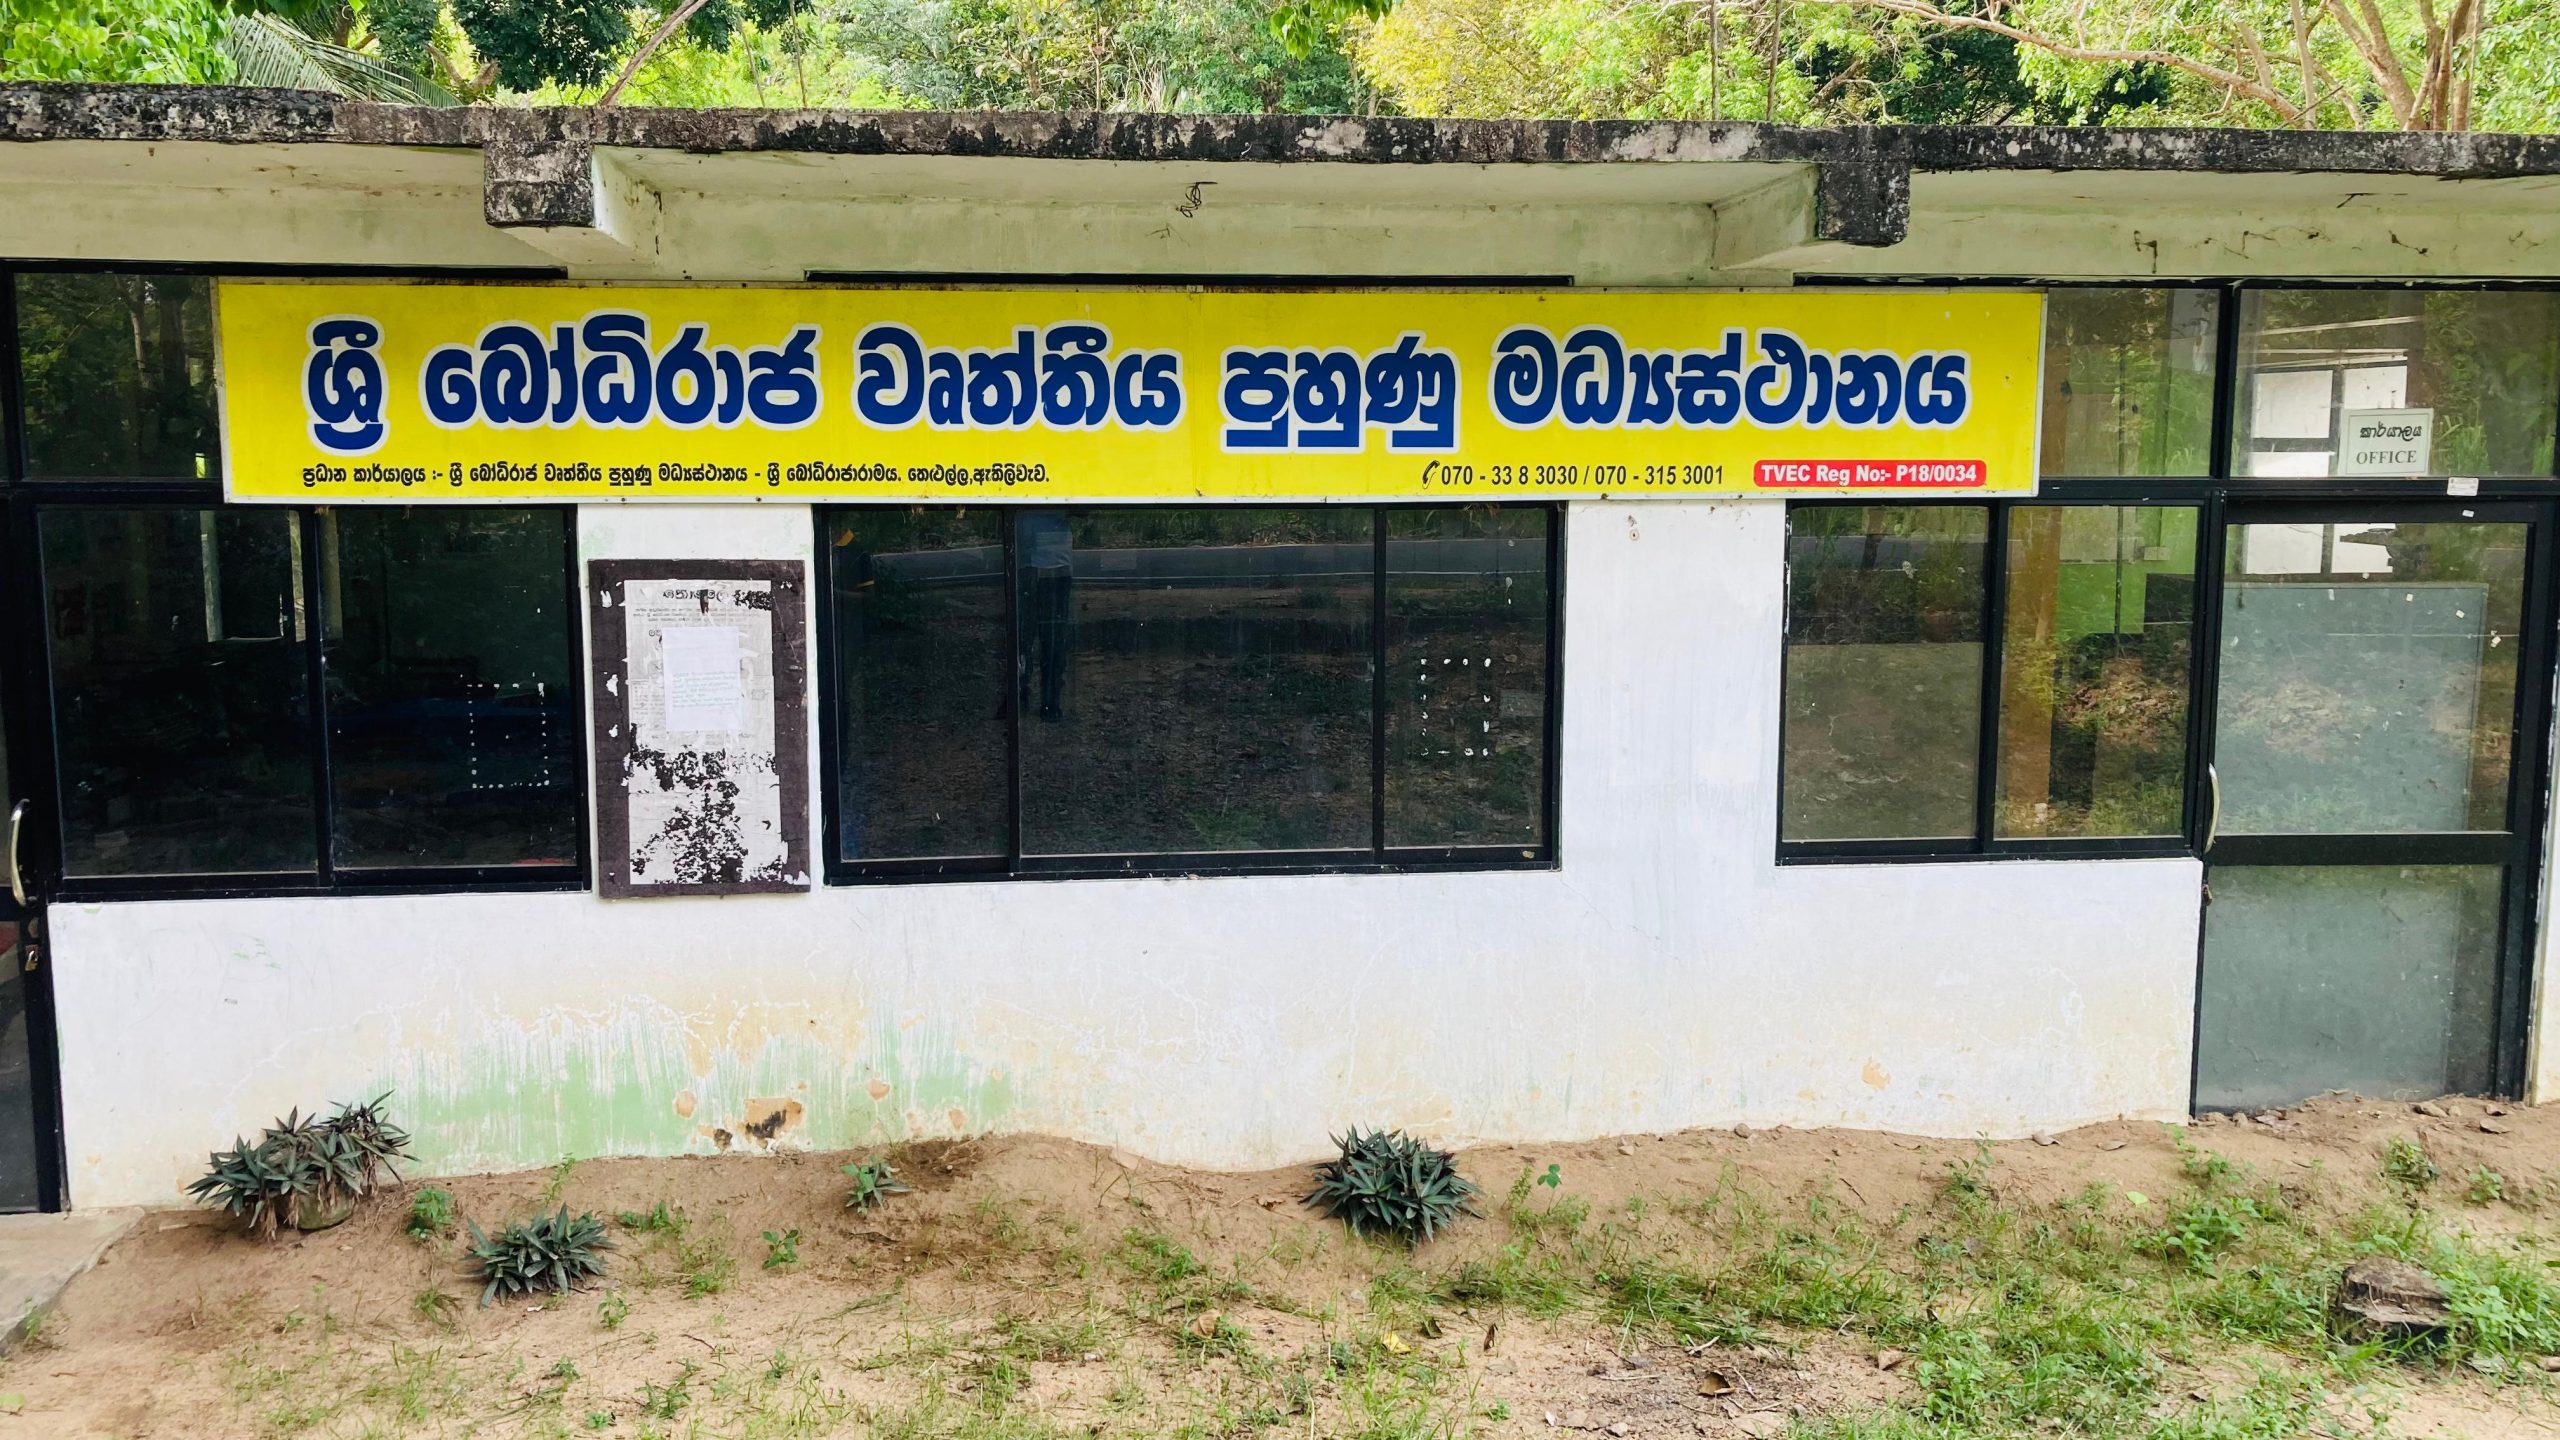 ශ්‍රී බෝධිරාජ වෘත්තීය පුහුණු මධ්‍යස්ථානය
ප්‍රධාන කාර්යාලය :- ශ්‍රී බෝධිරාජ වෘත්තීය පුහුණු මධ්‍යස්ථානය - ශ්‍රී බෝධිරාජාරාමය. තෙළුල්ල,ඇතිලිවැව.
070 - 33 8 3030 / 070 - 315 3001
TVEC Reg No:- P18/0034
කාර්යාලය
OFFICE